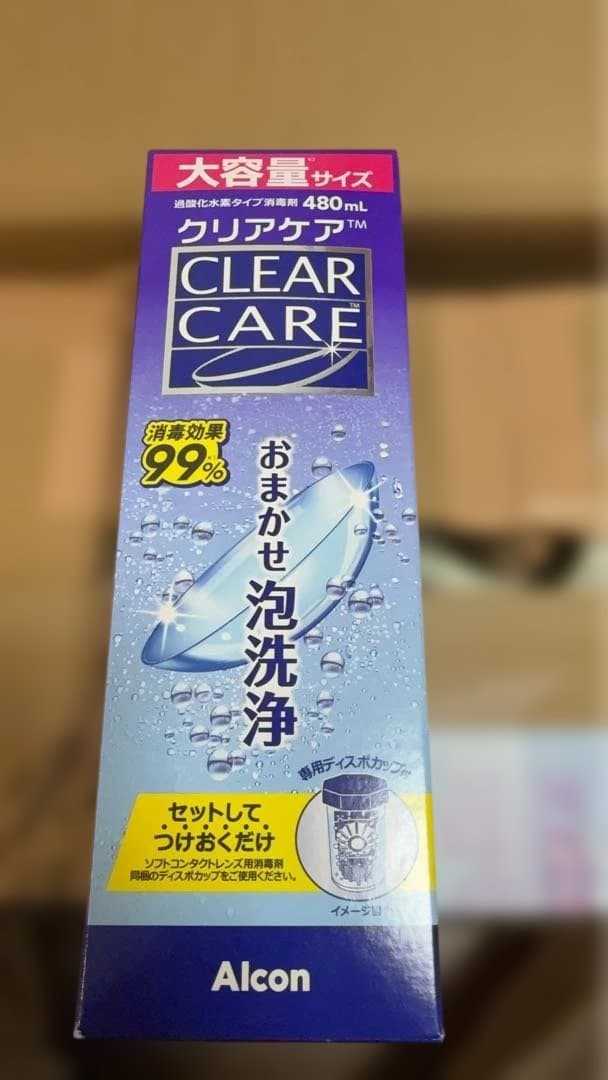 大容量※2サイズ
過酸化水素タイプ消毒剤 480mL
クリアケア™
CLEAR
CARE™
消毒効果
99%
おまかせ
泡洗浄
専用ディスポカップ
セットして
つけおくだけ
ソフトコンタクトレンズ用消毒剤
同梱のディスポカップをご使用ください。
イメージ
Alcon